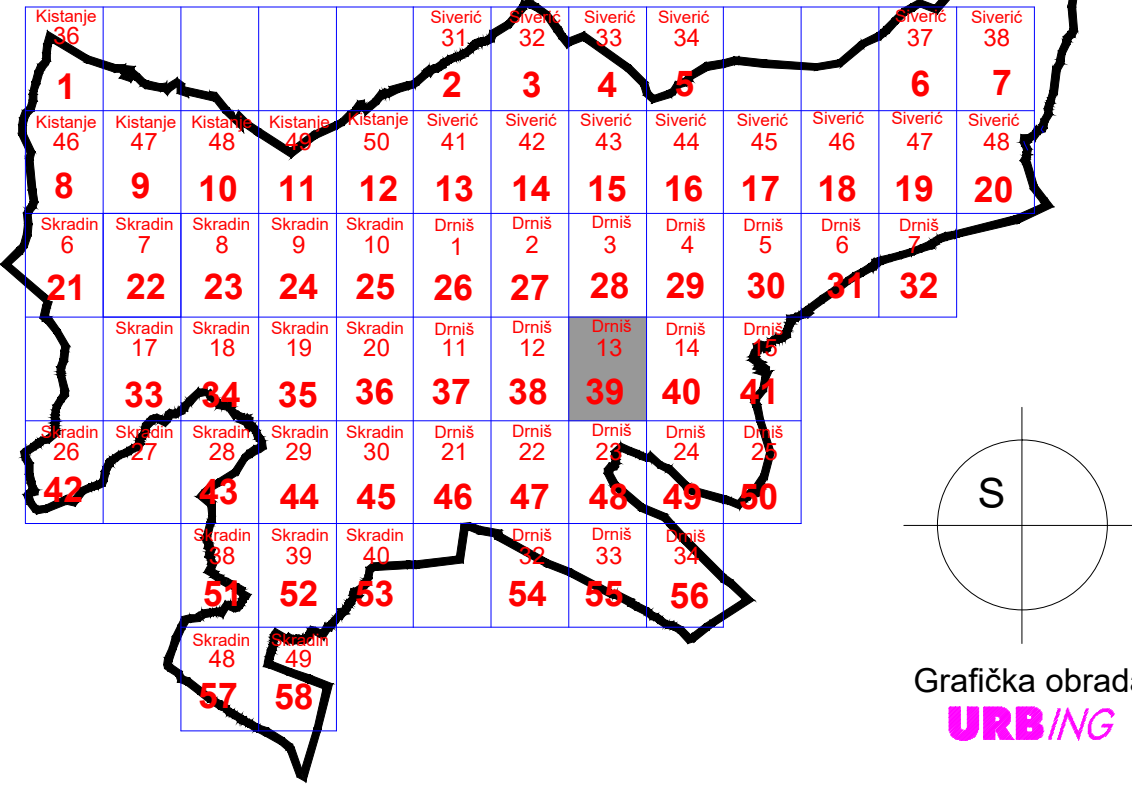 Kistanje Siverić Siverić Siverić Siverić Siverić Siverić
36 31 32 33 34 37 38
1 2 3 4 5 6 7
Kistanje Kistanje Kistanje Kistanje Kistanje Siverić Siverić Siverić Siverić Siverić Siverić Siverić Siverić
46 47 48 49 50 41 42 43 44 45 46 47 48
8 9 10 11 12 13 14 15 16 17 18 19 20
Skradin Skradin Skradin Skradin Skradin Drniš Drniš Drniš Drniš Drniš Drniš Drniš
6 7 8 9 10 1 2 3 4 5 6 7
21 22 23 24 25 26 27 28 29 30 31 32
Skradin Skradin Skradin Skradin Drniš Drniš Drniš Drniš Drniš
17 18 19 20 11 12 13 14 15
33 34 35 36 37 38 39 40 41
Skradin Skradin Skradin Skradin Skradin Drniš Drniš Drniš Drniš Drniš
26 27 28 29 30 21 22 23 24 25
42 43 44 45 46 47 48 49 50
Skradin Skradin Skradin Drniš Drniš Drniš
38 39 40 32 33 34
51 52 53 54 55 56
Skradin Skradin
48 49
57 58
S
Grafička obrada
URBING